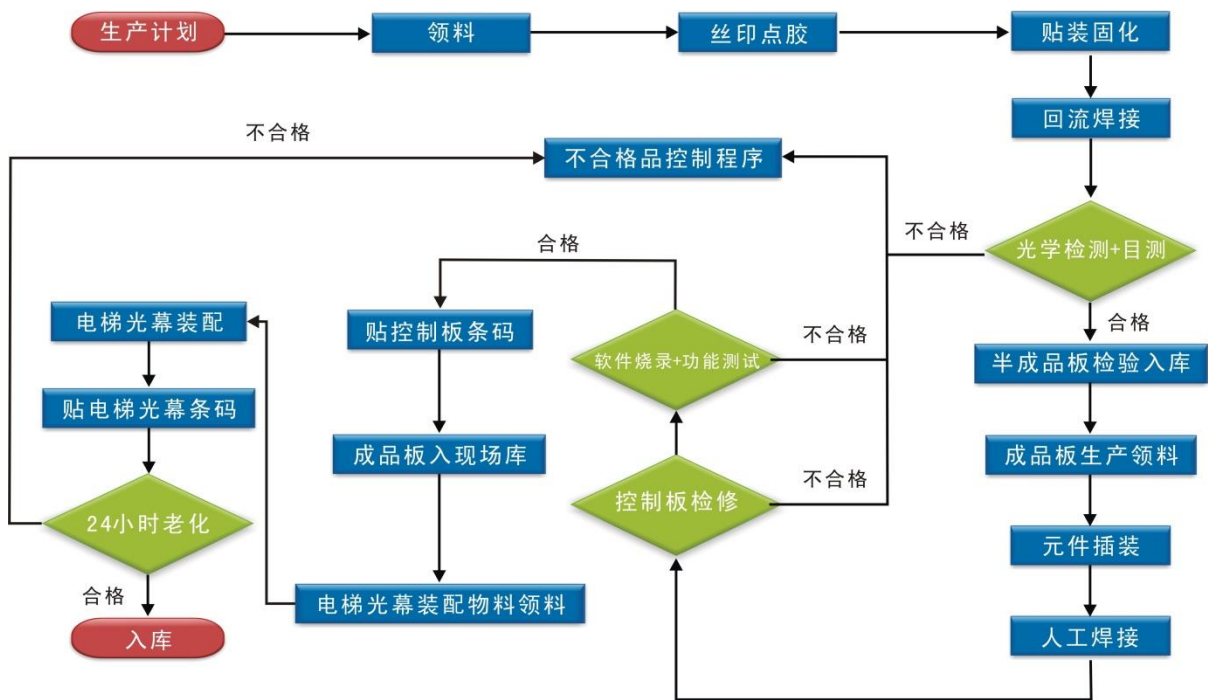 生产计划
领料
丝印点胶
贴装固化
回流焊接
不合格
不合格品控制程序
光学检测+目测
不合格
合格
合格
电梯光幕装配
贴控制板条码
软件烧录+功能测试
不合格
半成品板检验入库
贴电梯光幕条码
成品板入现场库
控制板检修
不合格
成品板生产领料
24小时老化
元件插装
合格
电梯光幕装配物料领料
入库
人工焊接